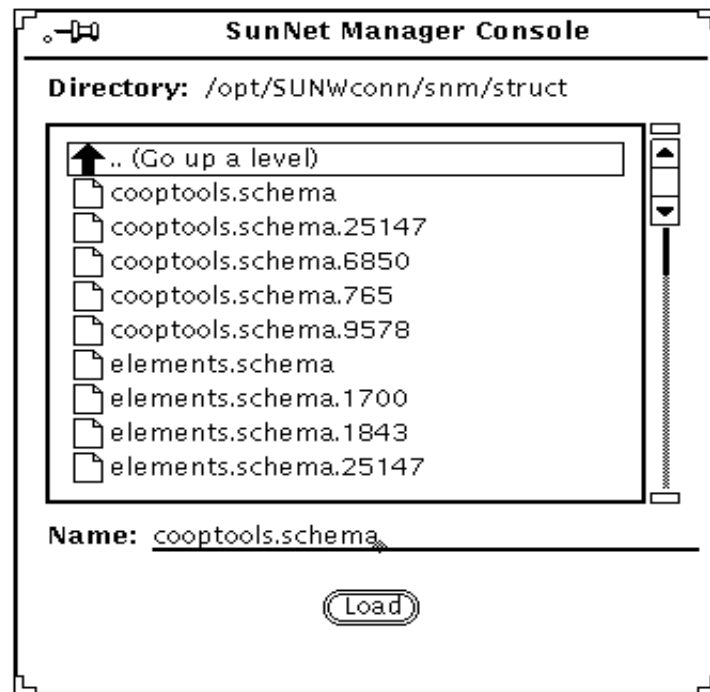 SunNet Manager Console
Directory: /opt/SUNWconn/snm/struct
.. (Go up a level)
cooptools.schema
cooptools.schema.25147
cooptools.schema.6850
cooptools.schema.765
cooptools.schema.9578
elements.schema
elements.schema.1700
elements.schema.1843
elements.schema.25147
Name: cooptools.schema
Load